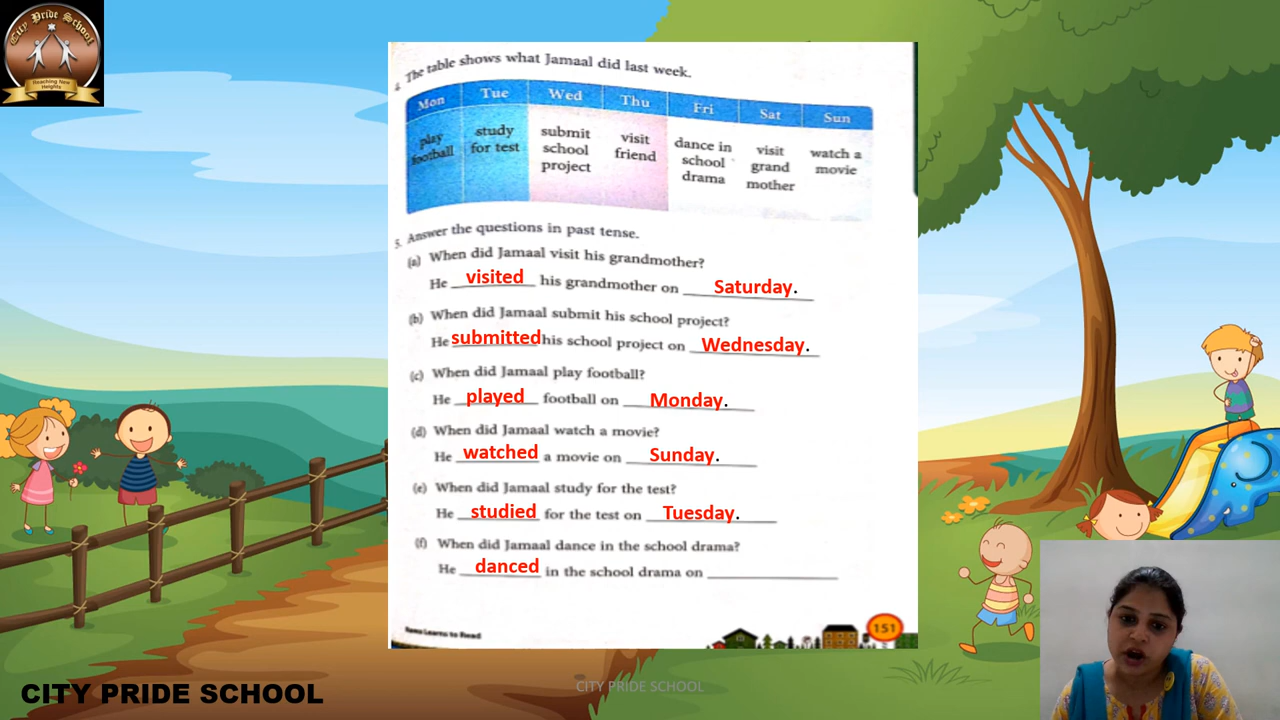 City Pride School
Reaching New
Heights
4. The table shows what Jamaal did last week.
Mon Tue Wed Thu Fri Sat Sun
play football study for test submit school project visit friend dance in school drama visit grand mother watch a movie
5. Answer the questions in past tense.
(a) When did Jamaal visit his grandmother?
He visited his grandmother on Saturday.
(b) When did Jamaal submit his school project?
He submitted his school project on Wednesday.
(c) When did Jamaal play football?
He played football on Monday.
(d) When did Jamaal watch a movie?
He watched a movie on Sunday.
(e) When did Jamaal study for the test?
He studied for the test on Tuesday.
(f) When did Jamaal dance in the school drama?
He danced in the school drama on
Learns to Read
151
CITY PRIDE SCHOOL
CITY PRIDE SCHOOL